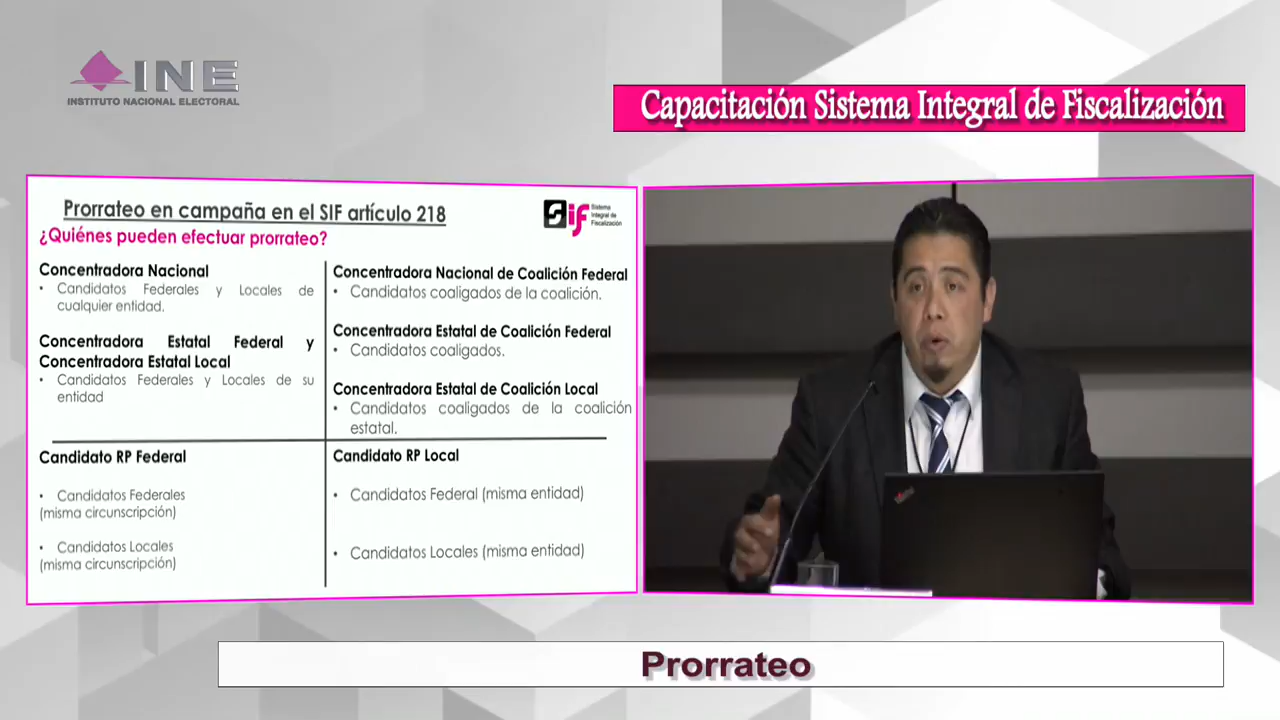 INE
INSTITUTO NACIONAL ELECTORAL
Capacitación Sistema Integral de Fiscalización
Prorrateo en campaña en el SIF artículo 218
Sif
Sistema
Integral de
Fiscalización
¿Quiénes pueden efectuar prorrateo?
Concentradora Nacional
• Candidatos Federales y Locales de
cualquier entidad.
Concentradora Estatal Federal y
Concentradora Estatal Local
• Candidatos Federales y Locales de su
entidad
Concentradora Nacional de Coalición Federal
• Candidatos coaligados de la coalición.
Concentradora Estatal de Coalición Federal
• Candidatos coaligados.
Concentradora Estatal de Coalición Local
• Candidatos coaligados de la coalición
estatal.
Candidato RP Federal
• Candidatos Federales
(misma circunscripción)
• Candidatos Locales
(misma circunscripción)
Candidato RP Local
• Candidatos Federal (misma entidad)
• Candidatos Locales (misma entidad)
Prorrateo